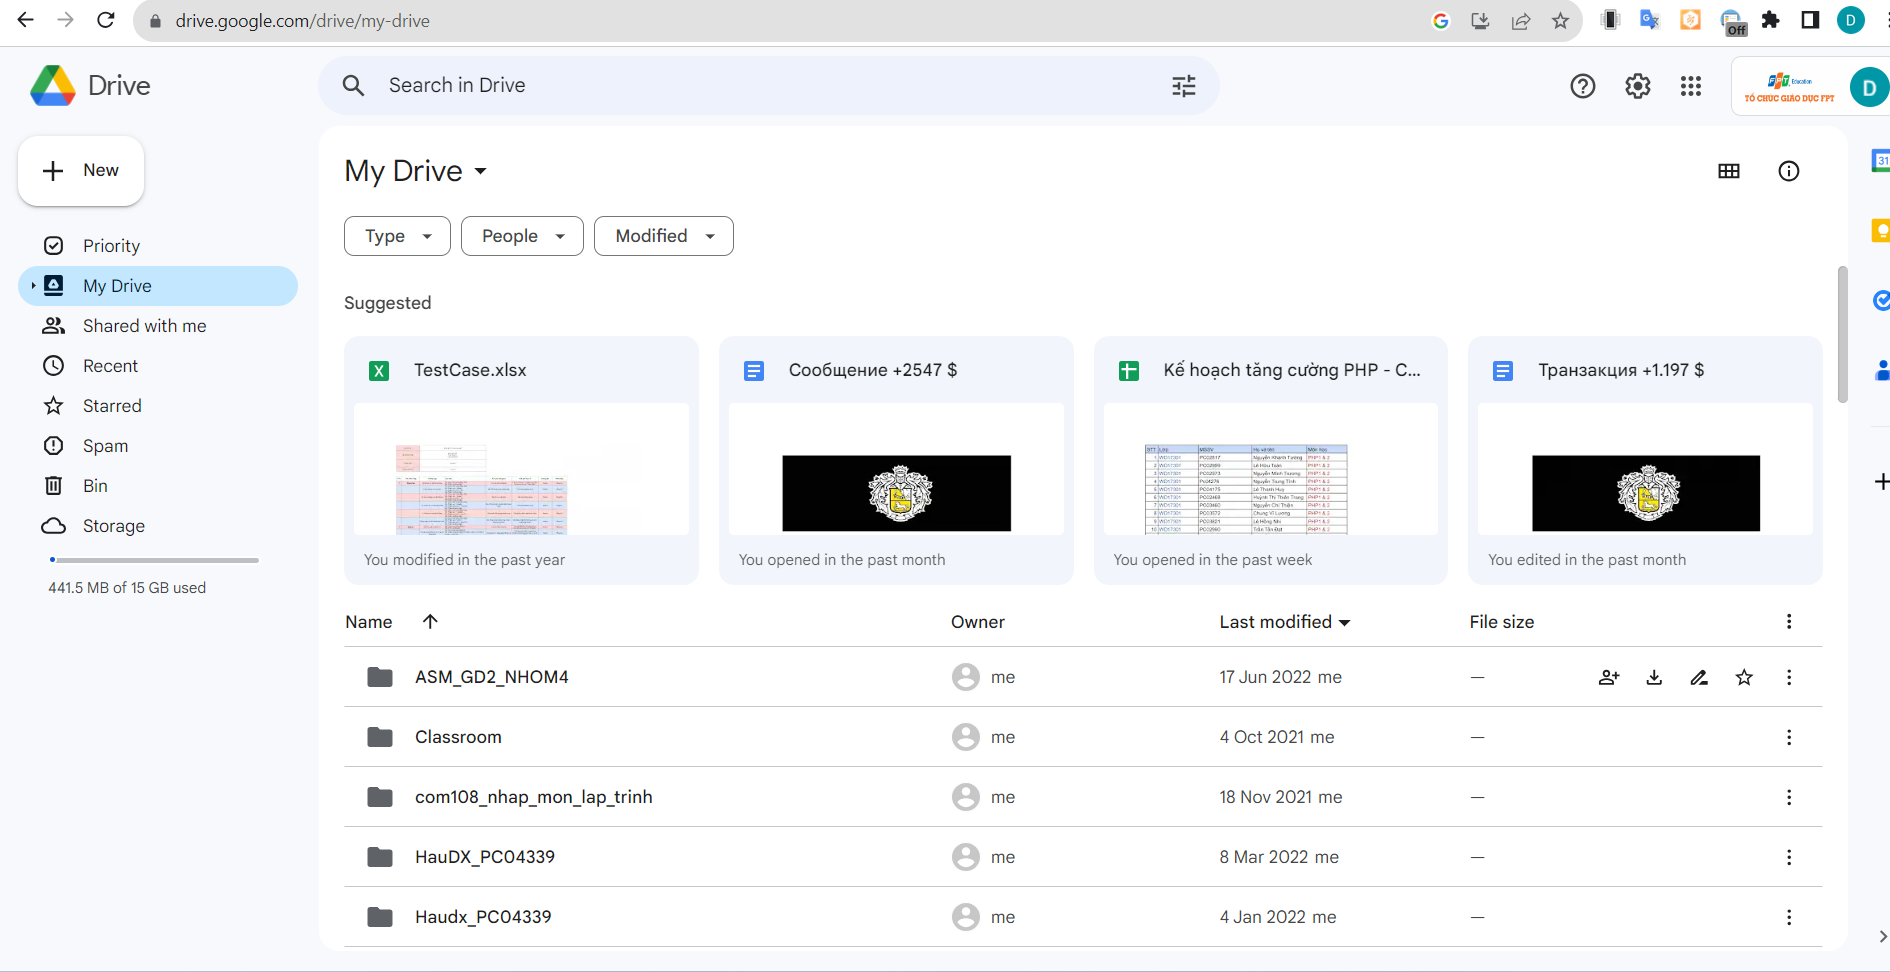 drive.google.com/drive/my-drive
Off
D
Drive
Search in Drive
FPT Education
TỔ CHỨC GIÁO DỤC FPT
D
New
My Drive
31
Type
People
Modified
Priority
My Drive
Shared with me
Recent
Starred
Spam
Bin
Storage
441.5 MB of 15 GB used
Suggested
TestCase.xlsx
Сообщение +2547 $
Kế hoạch tăng cường PHP - C...
Транзакция +1.197 $
You modified in the past year
You opened in the past month
You opened in the past week
You edited in the past month
Name
Owner
Last modified
File size
ASM_GD2_NHOM4
me
17 Jun 2022 me
—
Classroom
me
4 Oct 2021 me
—
com108_nhap_mon_lap_trinh
me
18 Nov 2021 me
—
HauDX_PC04339
me
8 Mar 2022 me
—
Haudx_PC04339
me
4 Jan 2022 me
—